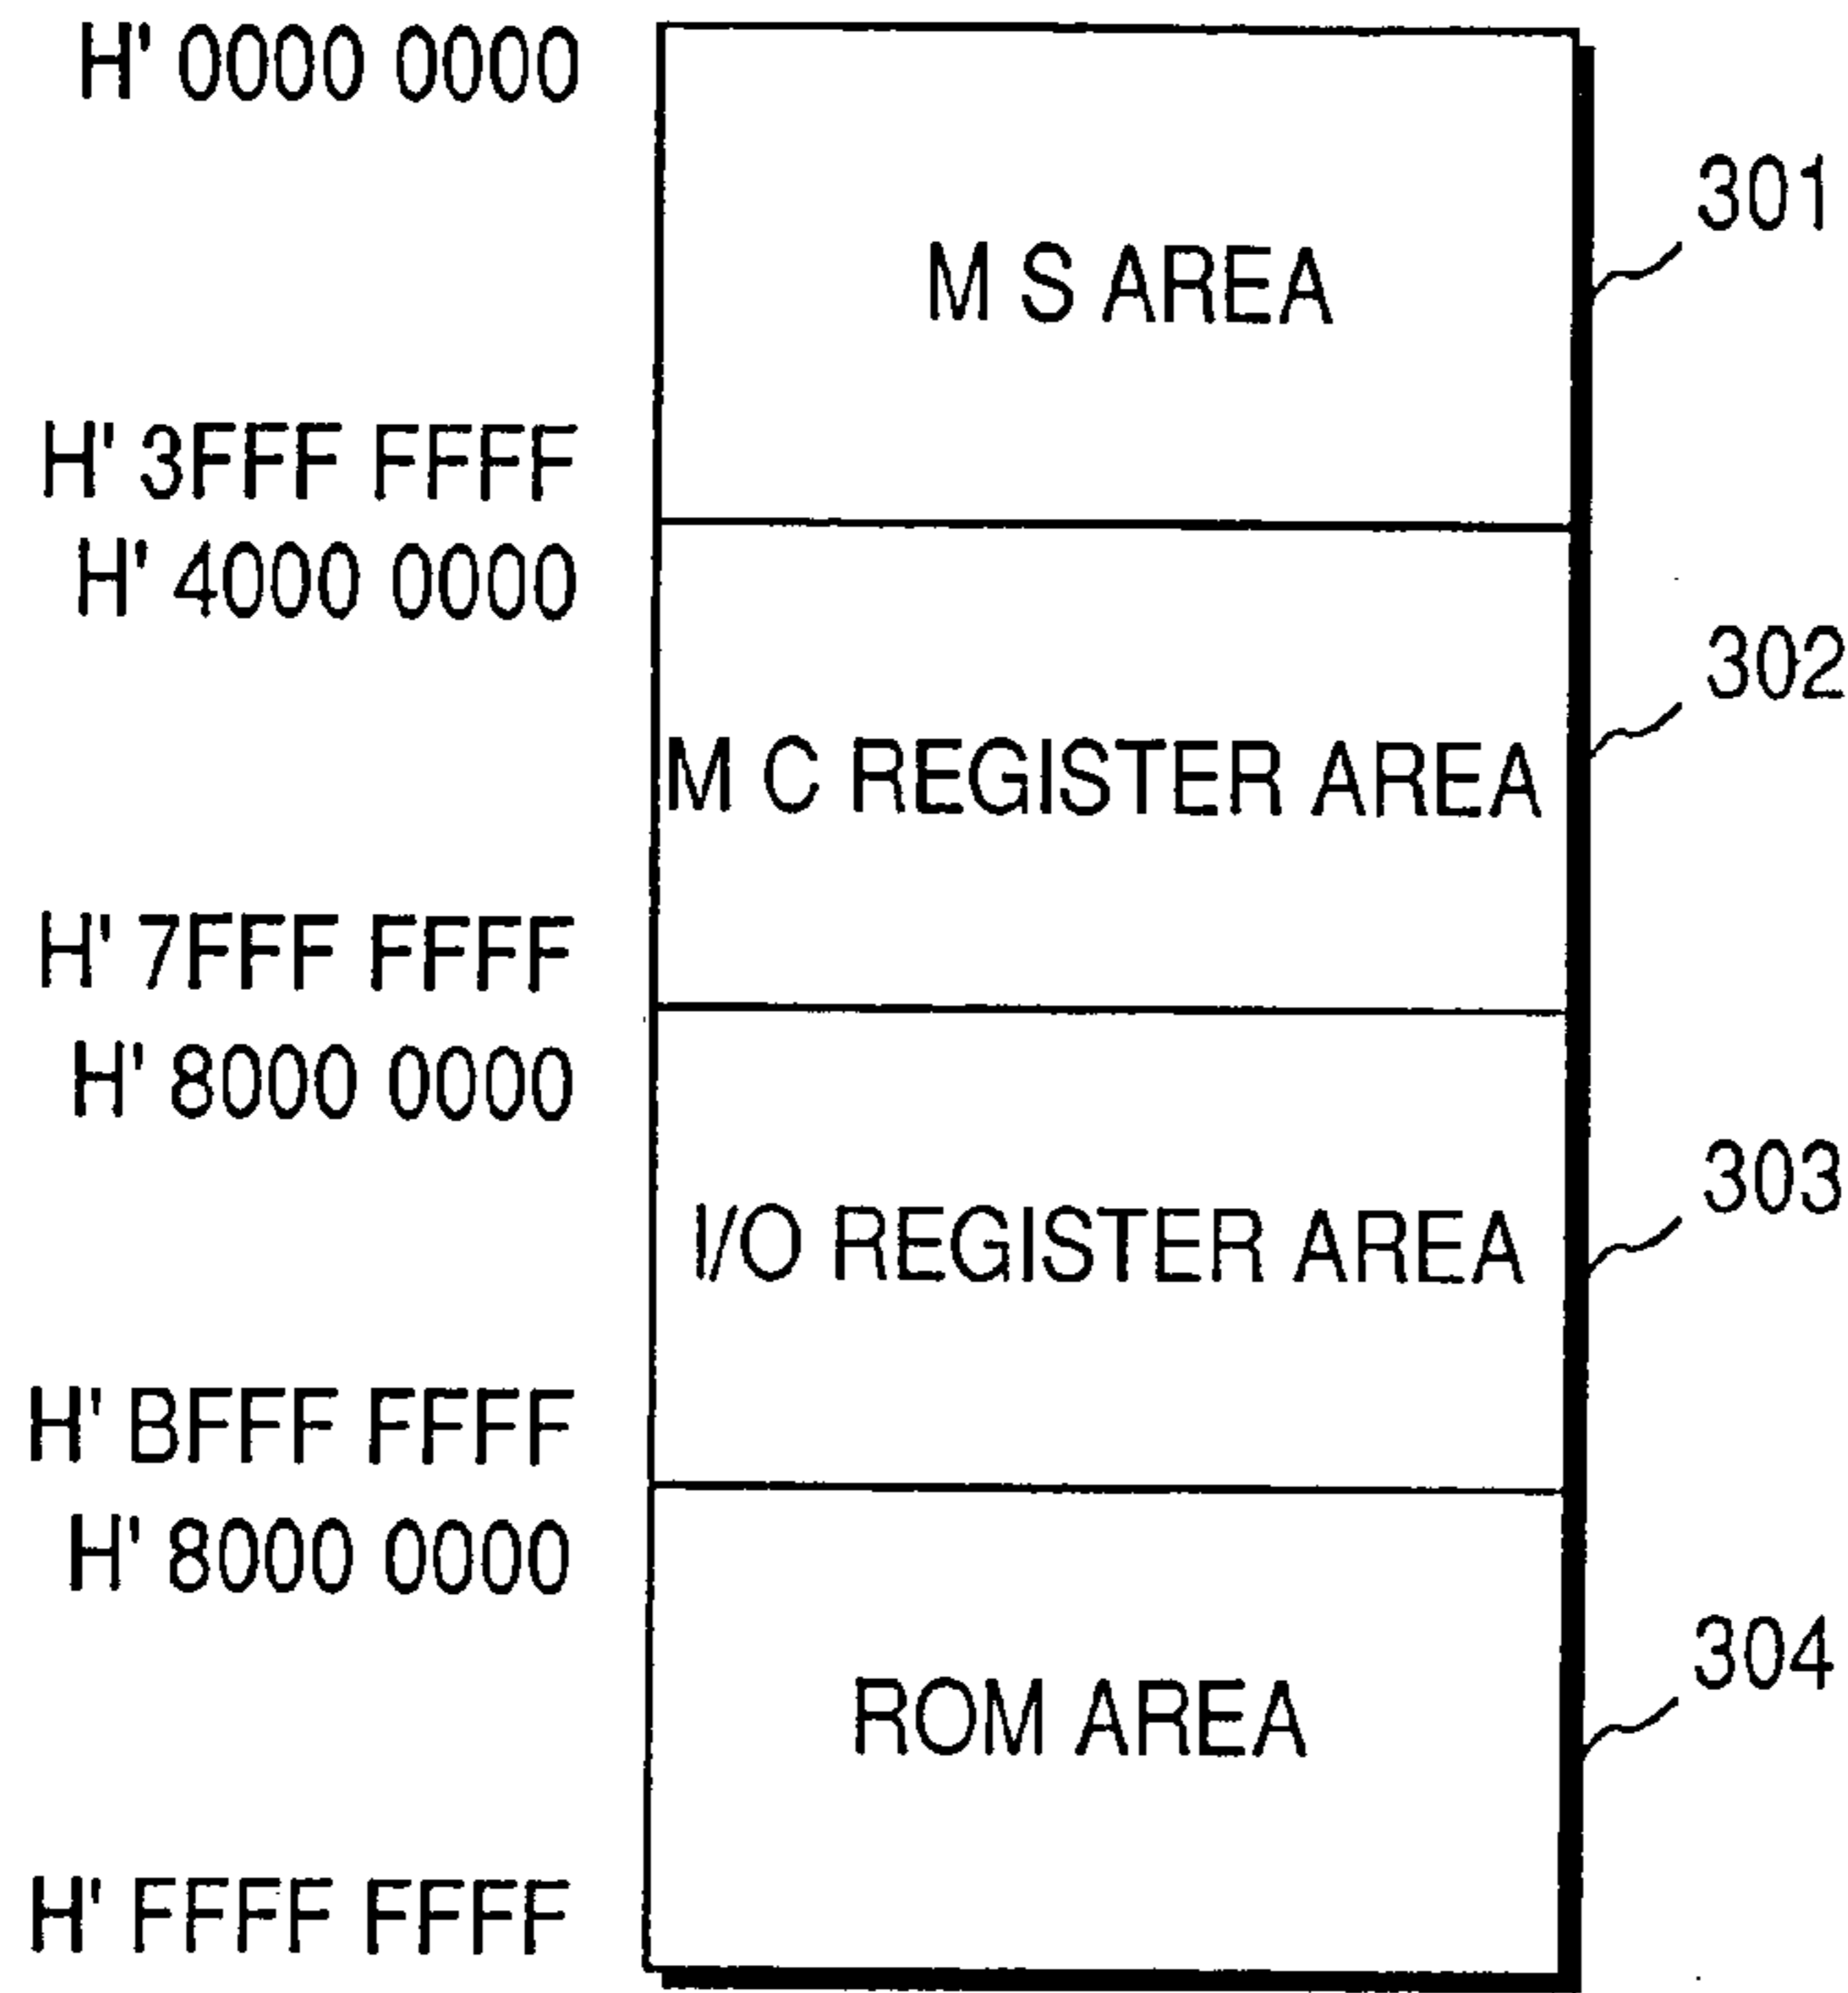 H' 0000 0000
301
M S AREA
H' 3FFF FFFF
H' 4000 0000
302
M C REGISTER AREA
H' 7FFF FFFF
H' 8000 0000
303
I/O REGISTER AREA
H' BFFF FFFF
H' 8000 0000
304
ROM AREA
H' FFFF FFFF